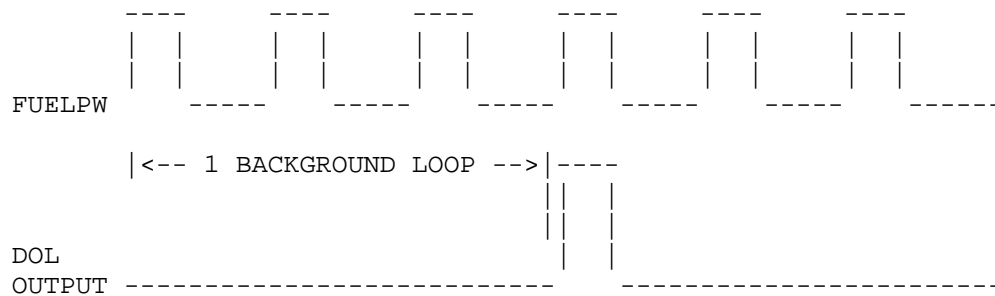 FUELPW
|<-- 1 BACKGROUND LOOP -->|
DOL
OUTPUT